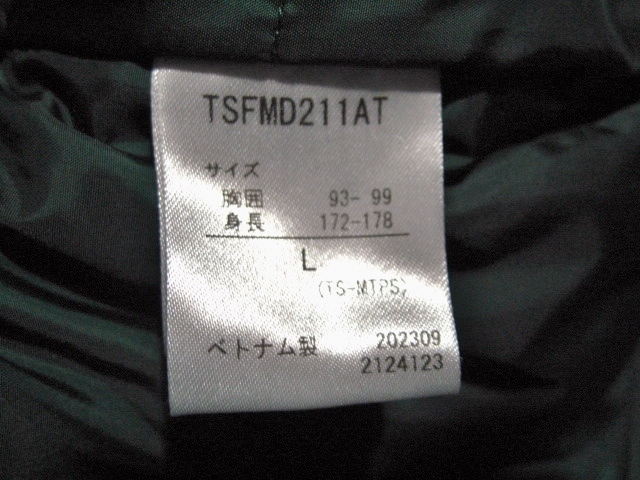 TSFMD211AT
サイズ
胸囲 93- 99
身長 172-178
L
(TS-MTPS)
ベトナム製 202309
2124123